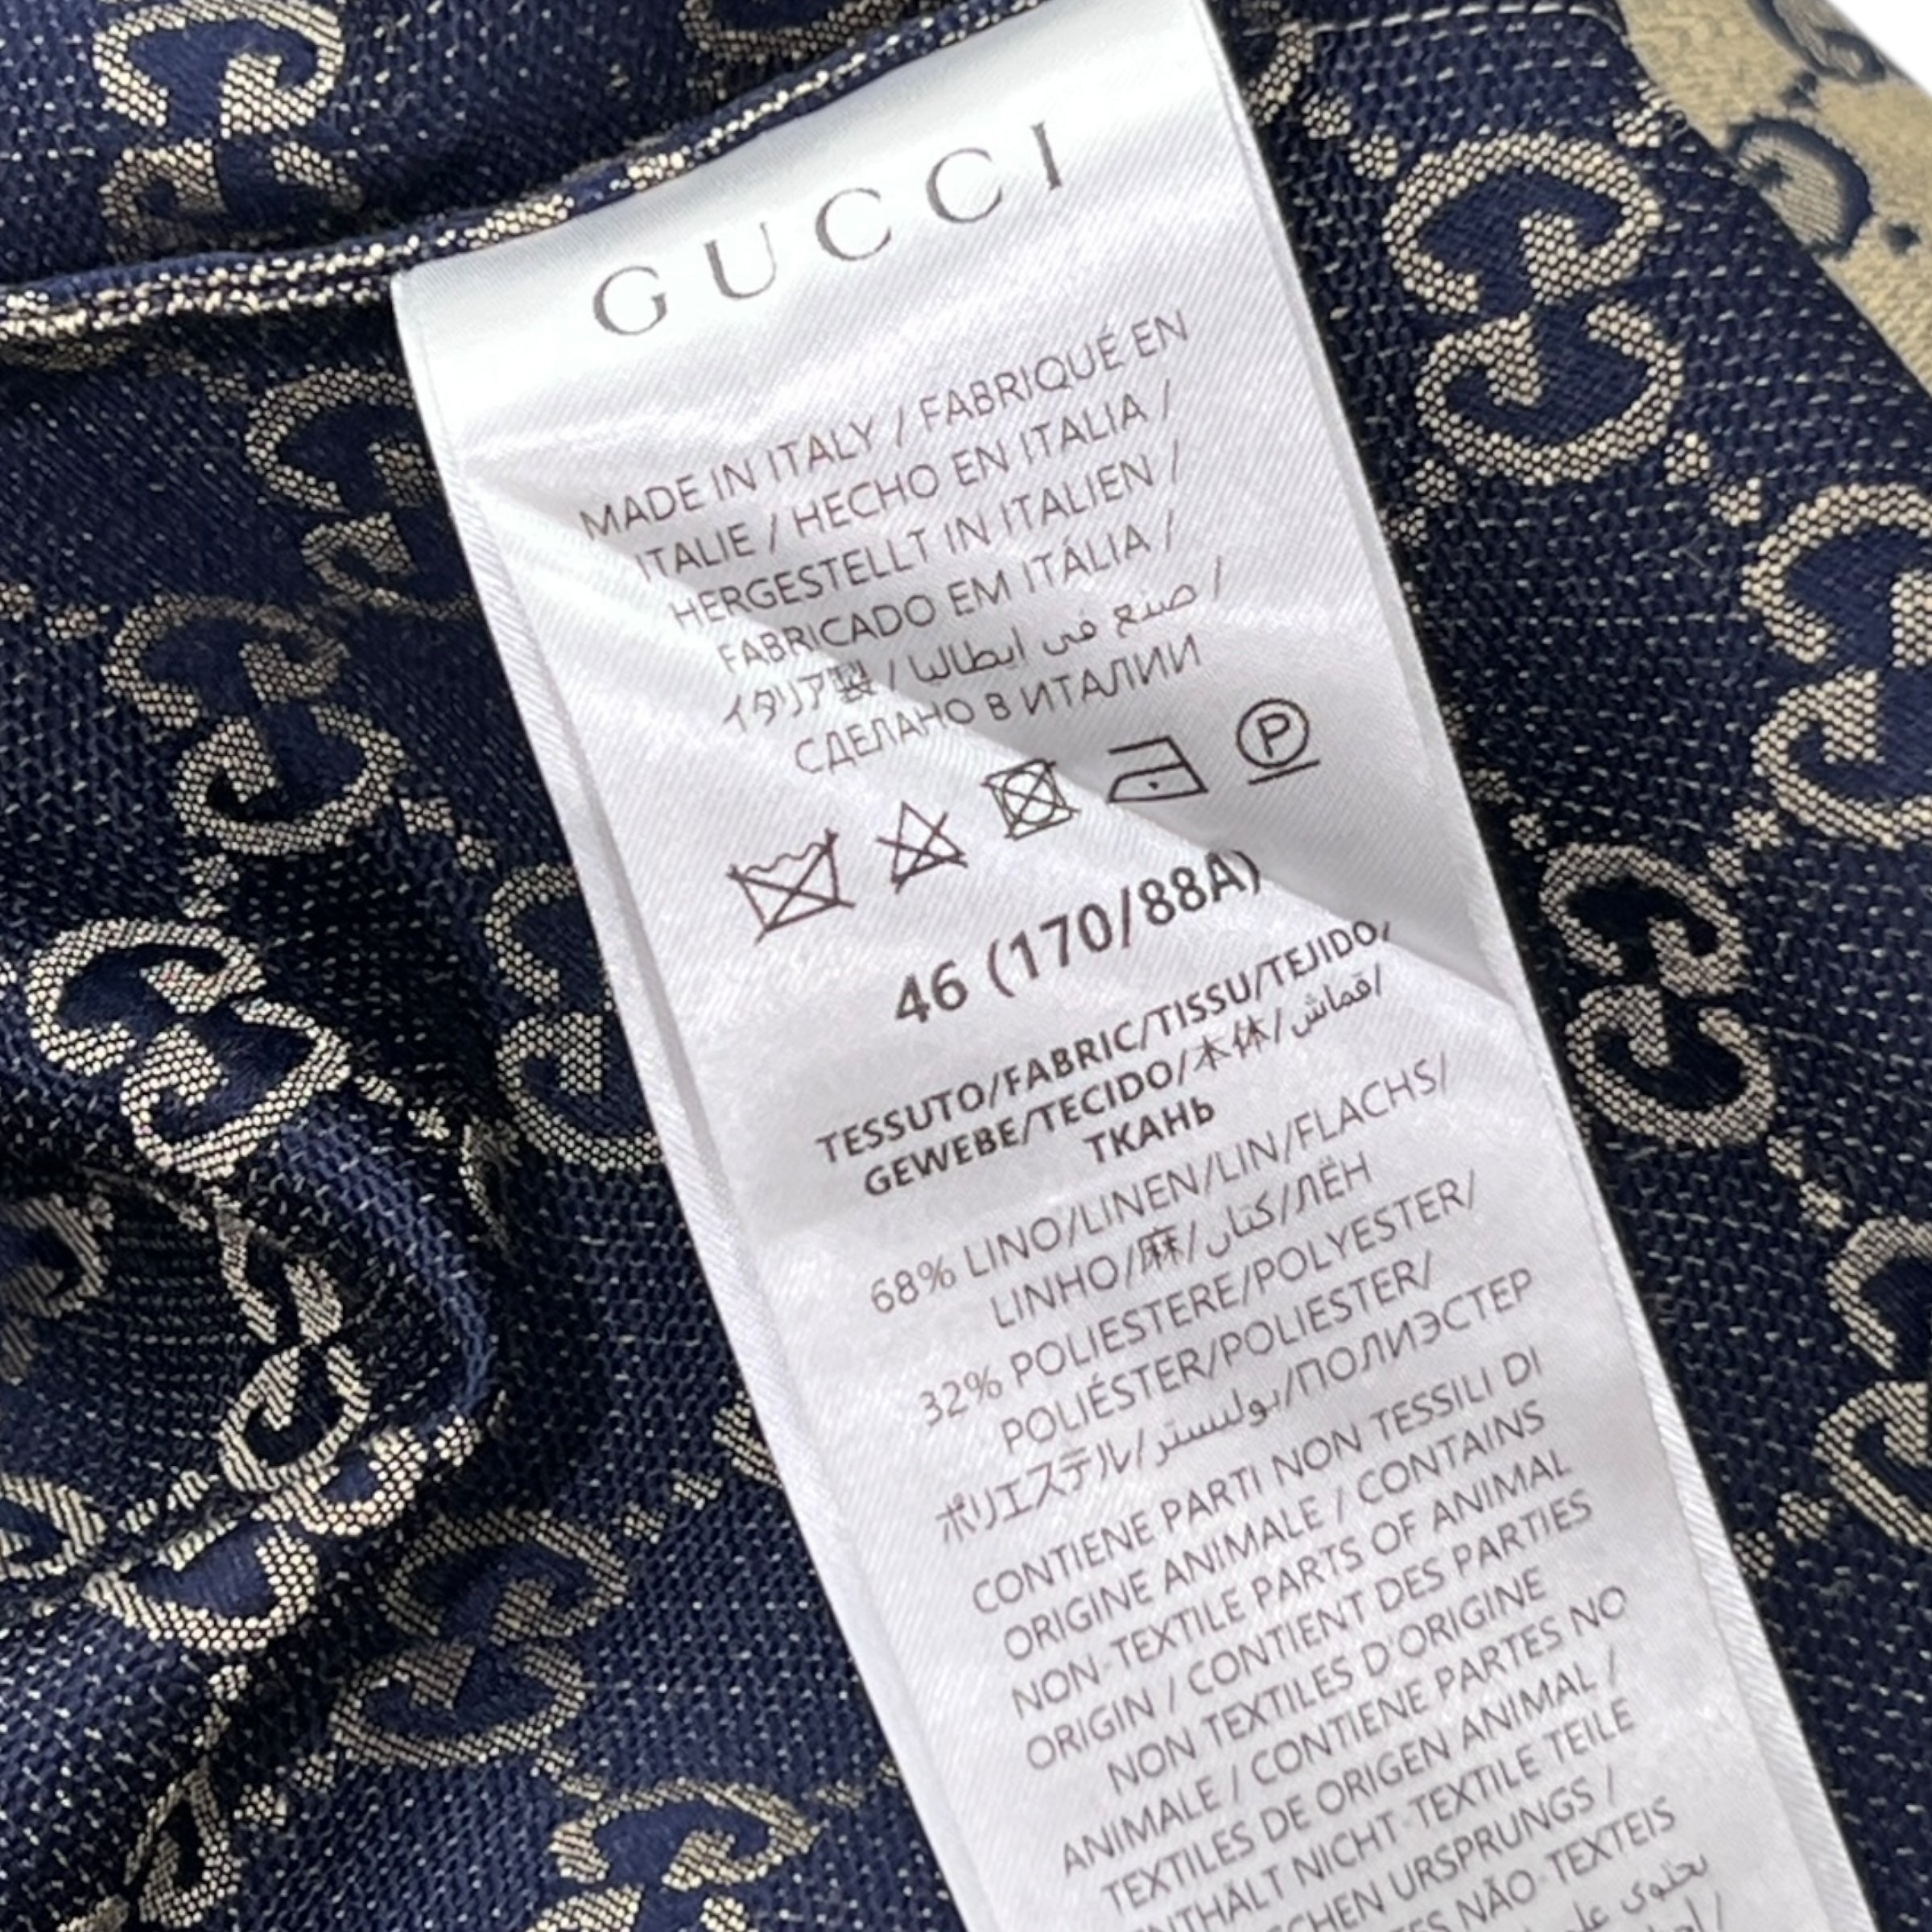 GUCCI
MADE IN ITALY / FABRIQUÉ EN
ITALIE / HECHO EN ITALIA /
HERGESTELLT IN ITALIEN /
FABRICADO EM ITÁLIA /
イタリア製 / صنع في ايطاليا /
СДЕЛАНО В ИТАЛИИ
P
46 (170/88A)
TESSUTO/FABRIC/TISSU/TEJIDO/
GEWEBE/TECIDO/本体/قماش/
ТКАНЬ
68% LINO/LINEN/LIN/FLACHS/
LINHO/麻/كتان/ЛЁН
32% POLIESTERE/POLYESTER/
POLIÉSTER/POLIESTER/
ポリエステル/بوليستر/ПОЛИЭСТЕР
CONTIENE PARTI NON TESSILI DI
ORIGINE ANIMALE / CONTAINS
NON-TEXTILE PARTS OF ANIMAL
ORIGIN / CONTIENT DES PARTIES
NON TEXTILES D'ORIGINE
ANIMALE / CONTIENE PARTES NO
TEXTILES DE ORIGEN ANIMAL /
ENTHÄLT NICHT-TEXTILE TEILE
URSPRUNGS /
NÃO-TEXTEIS